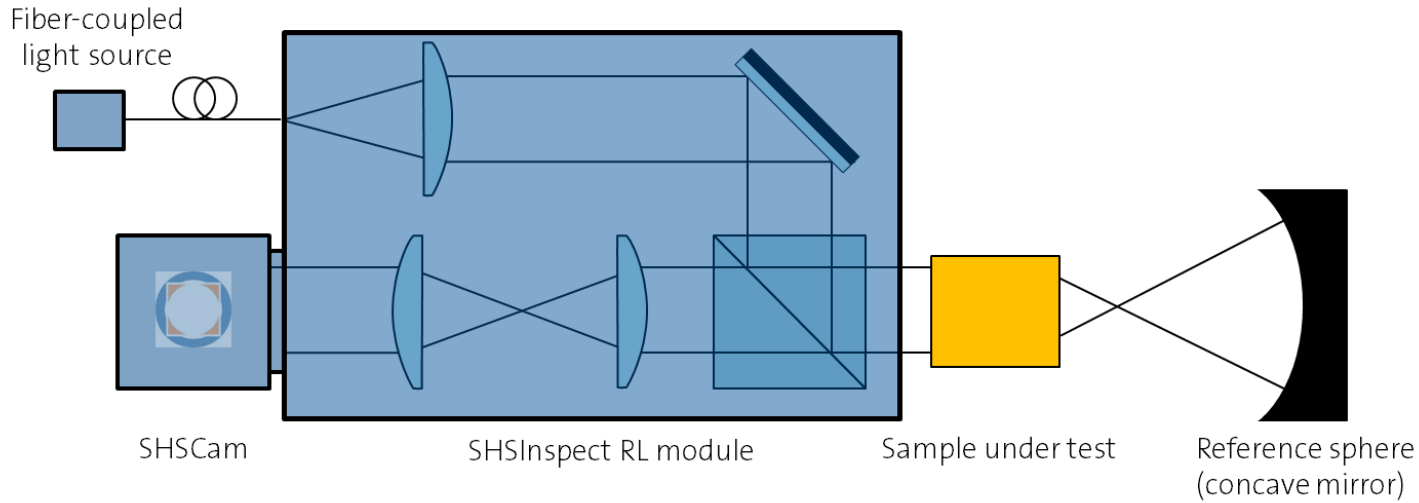 Fiber-coupled
light source
SHSCam
SHSInspect RL module
Sample under test
Reference sphere
(concave mirror)